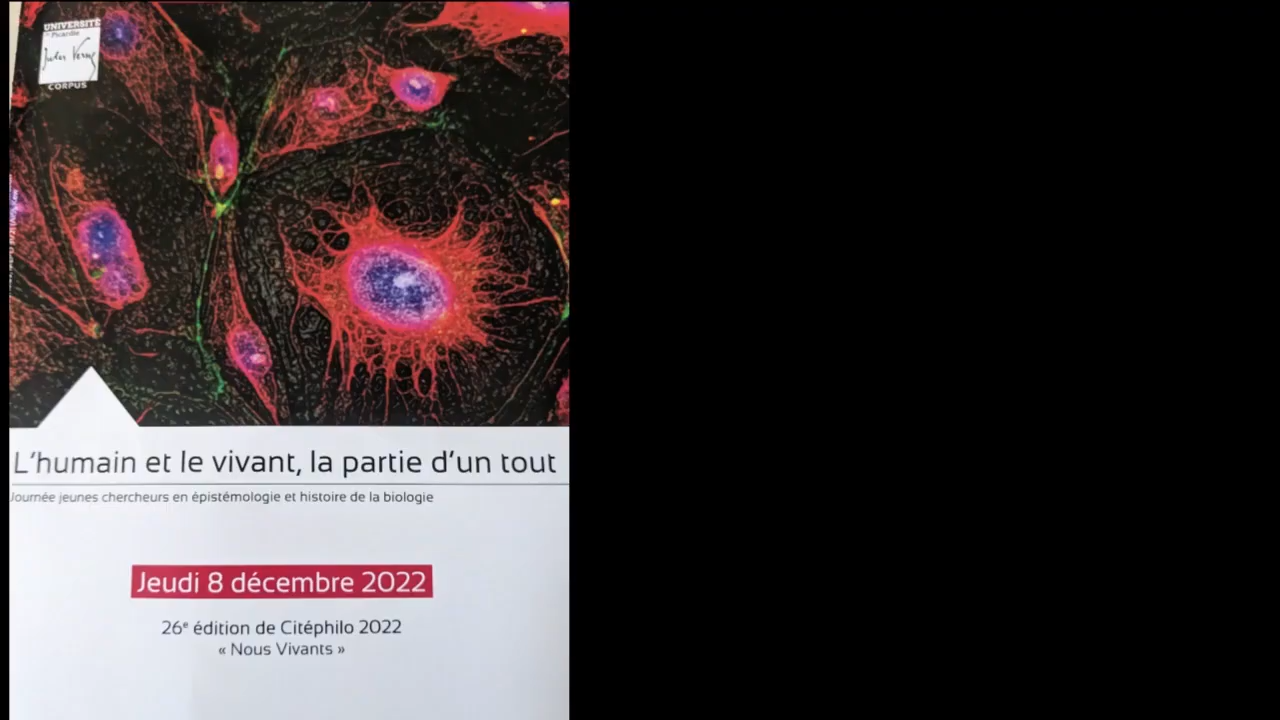 UNIVERSITÉ
de Picardie
Jules Verne
CORPUS
L'humain et le vivant, la partie d'un tout
Journée jeunes chercheurs en épistémologie et histoire de la biologie
Jeudi 8 décembre 2022
26e édition de Citéphilo 2022
« Nous Vivants »